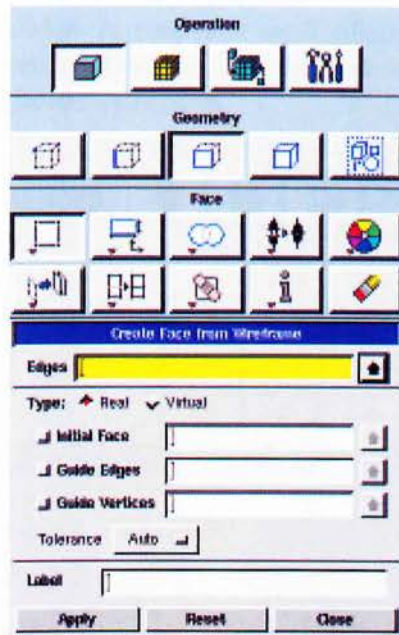 Operation
Geometry
Face
Create Face from Wireframe
Edges
Type: Real Virtual
Initial Face
Guide Edges
Guide Vertices
Tolerance Auto
Label
Apply Reset Close